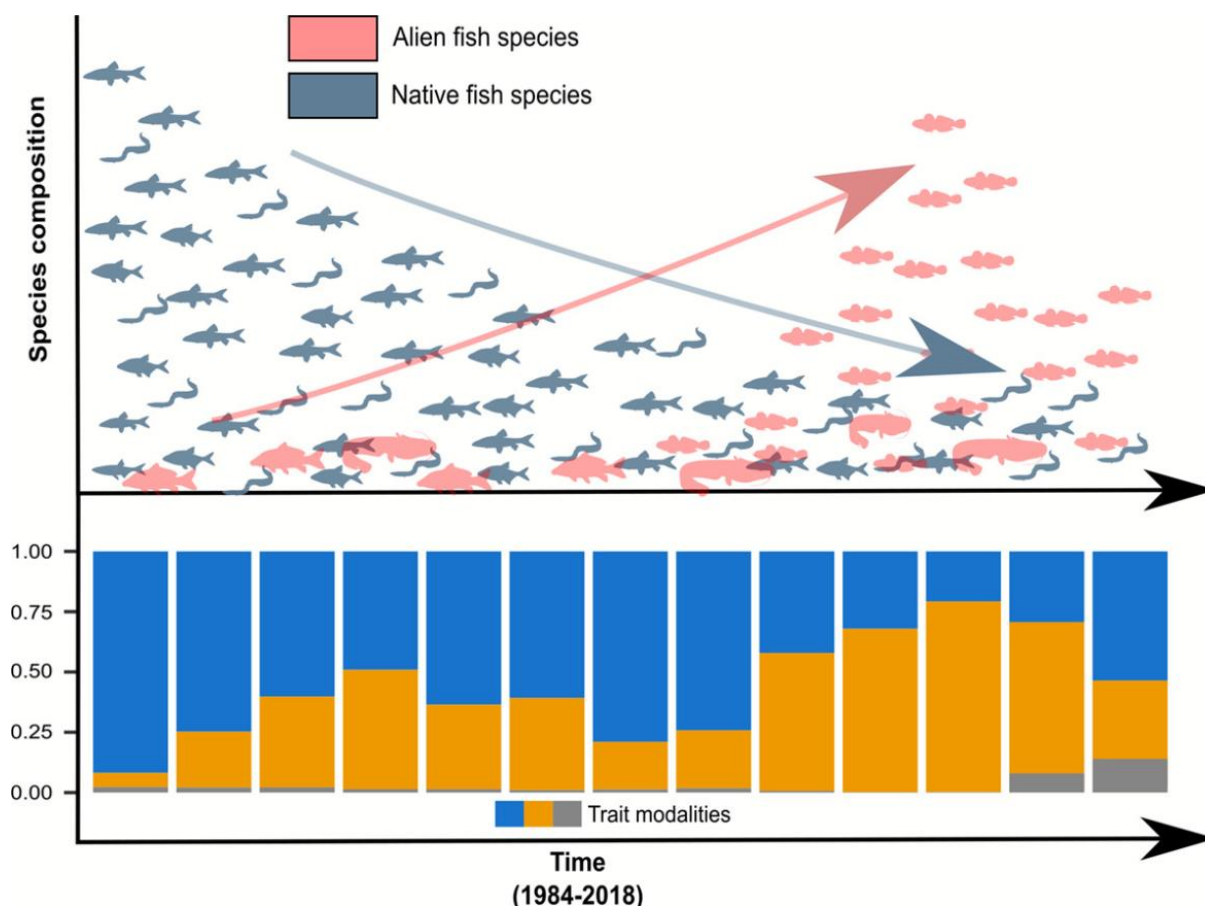 Alien fish species
Native fish species
Species composition
1.00
0.75
0.50
0.25
0.00
Trait modalities
Time
(1984-2018)